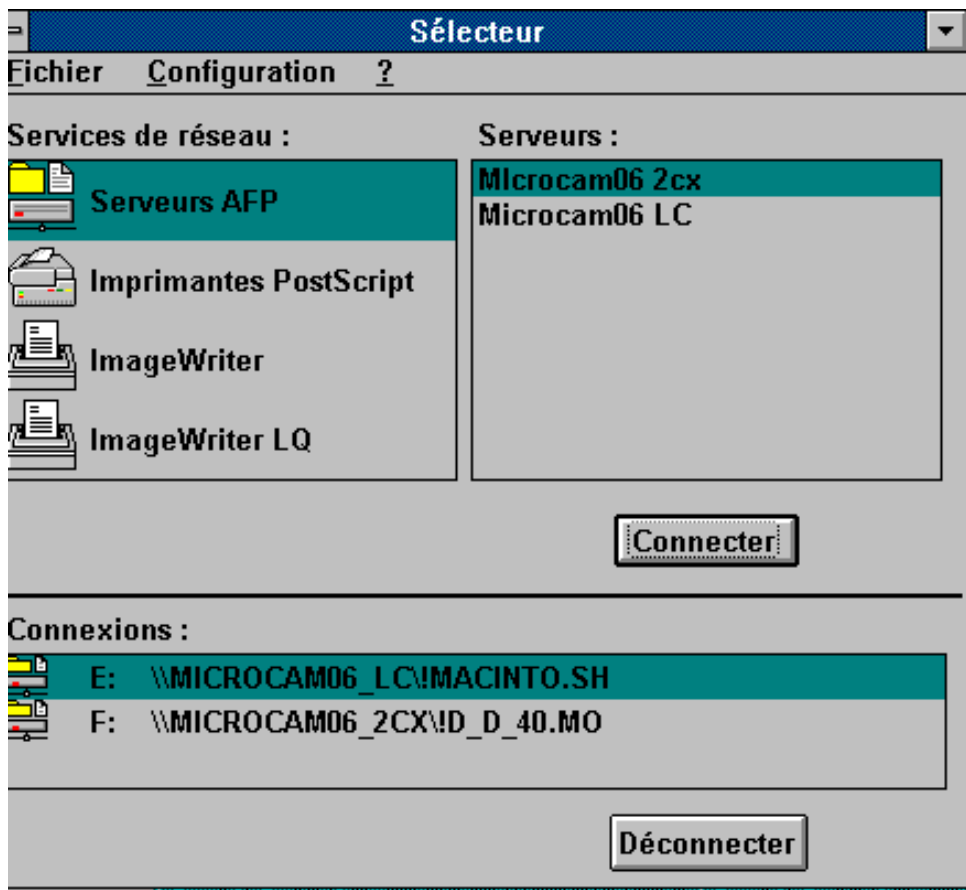 Sélecteur
Fichier Configuration ?
Services de réseau :
Serveurs AFP
Imprimantes PostScript
ImageWriter
ImageWriter LQ
Serveurs :
MIcrocam06 2cx
Microcam06 LC
Connecter
Connexions :
E: \\MICROCAM06_LC\!MACINTO.SH
F: \\MICROCAM06_2CX\!D_D_40.MO
Déconnecter